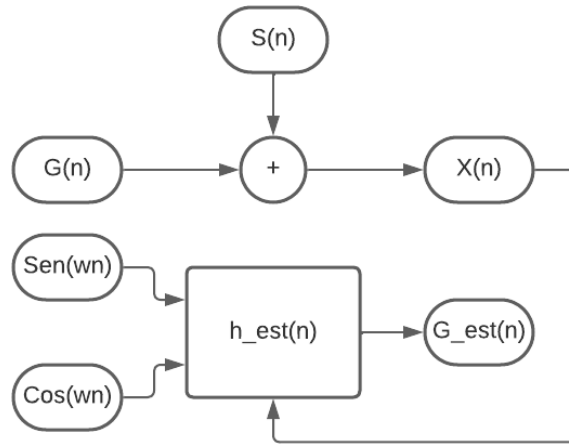 S(n)
G(n)
+
X(n)
Sen(wn)
h_est(n)
G_est(n)
Cos(wn)